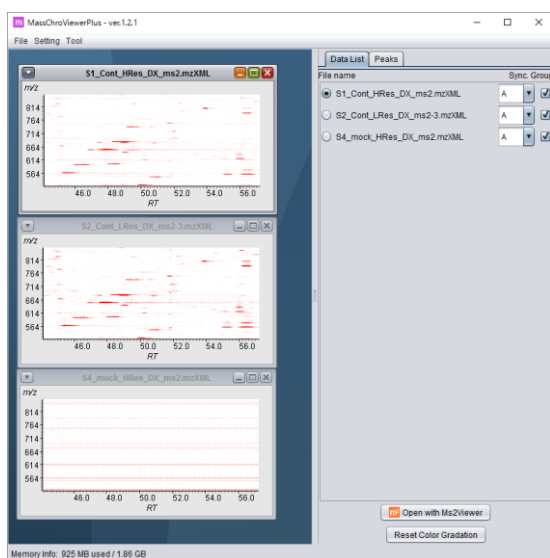 MassChroViewerPlus - ver.1.2.1
File Setting Tool
S1_Cont_HRes_DX_ms2.mzXML
m/z
814
764
714
664
614
564
46.0 48.0 50.0 52.0 54.0 56.0
RT
S2_Cont_LRes_DX_ms2-3.mzXML
m/z
814
764
714
664
614
564
46.0 48.0 50.0 52.0 54.0 56.0
RT
S4_mock_HRes_DX_ms2.mzXML
m/z
814
764
714
664
614
564
46.0 48.0 50.0 52.0 54.0 56.0
RT
Data List Peaks
File name Sync. Group
S1_Cont_HRes_DX_ms2.mzXML A
S2_Cont_LRes_DX_ms2-3.mzXML A
S4_mock_HRes_DX_ms2.mzXML A
Open with Ms2Viewer
Reset Color Gradation
Memory Info: 925 MB used / 1.86 GB